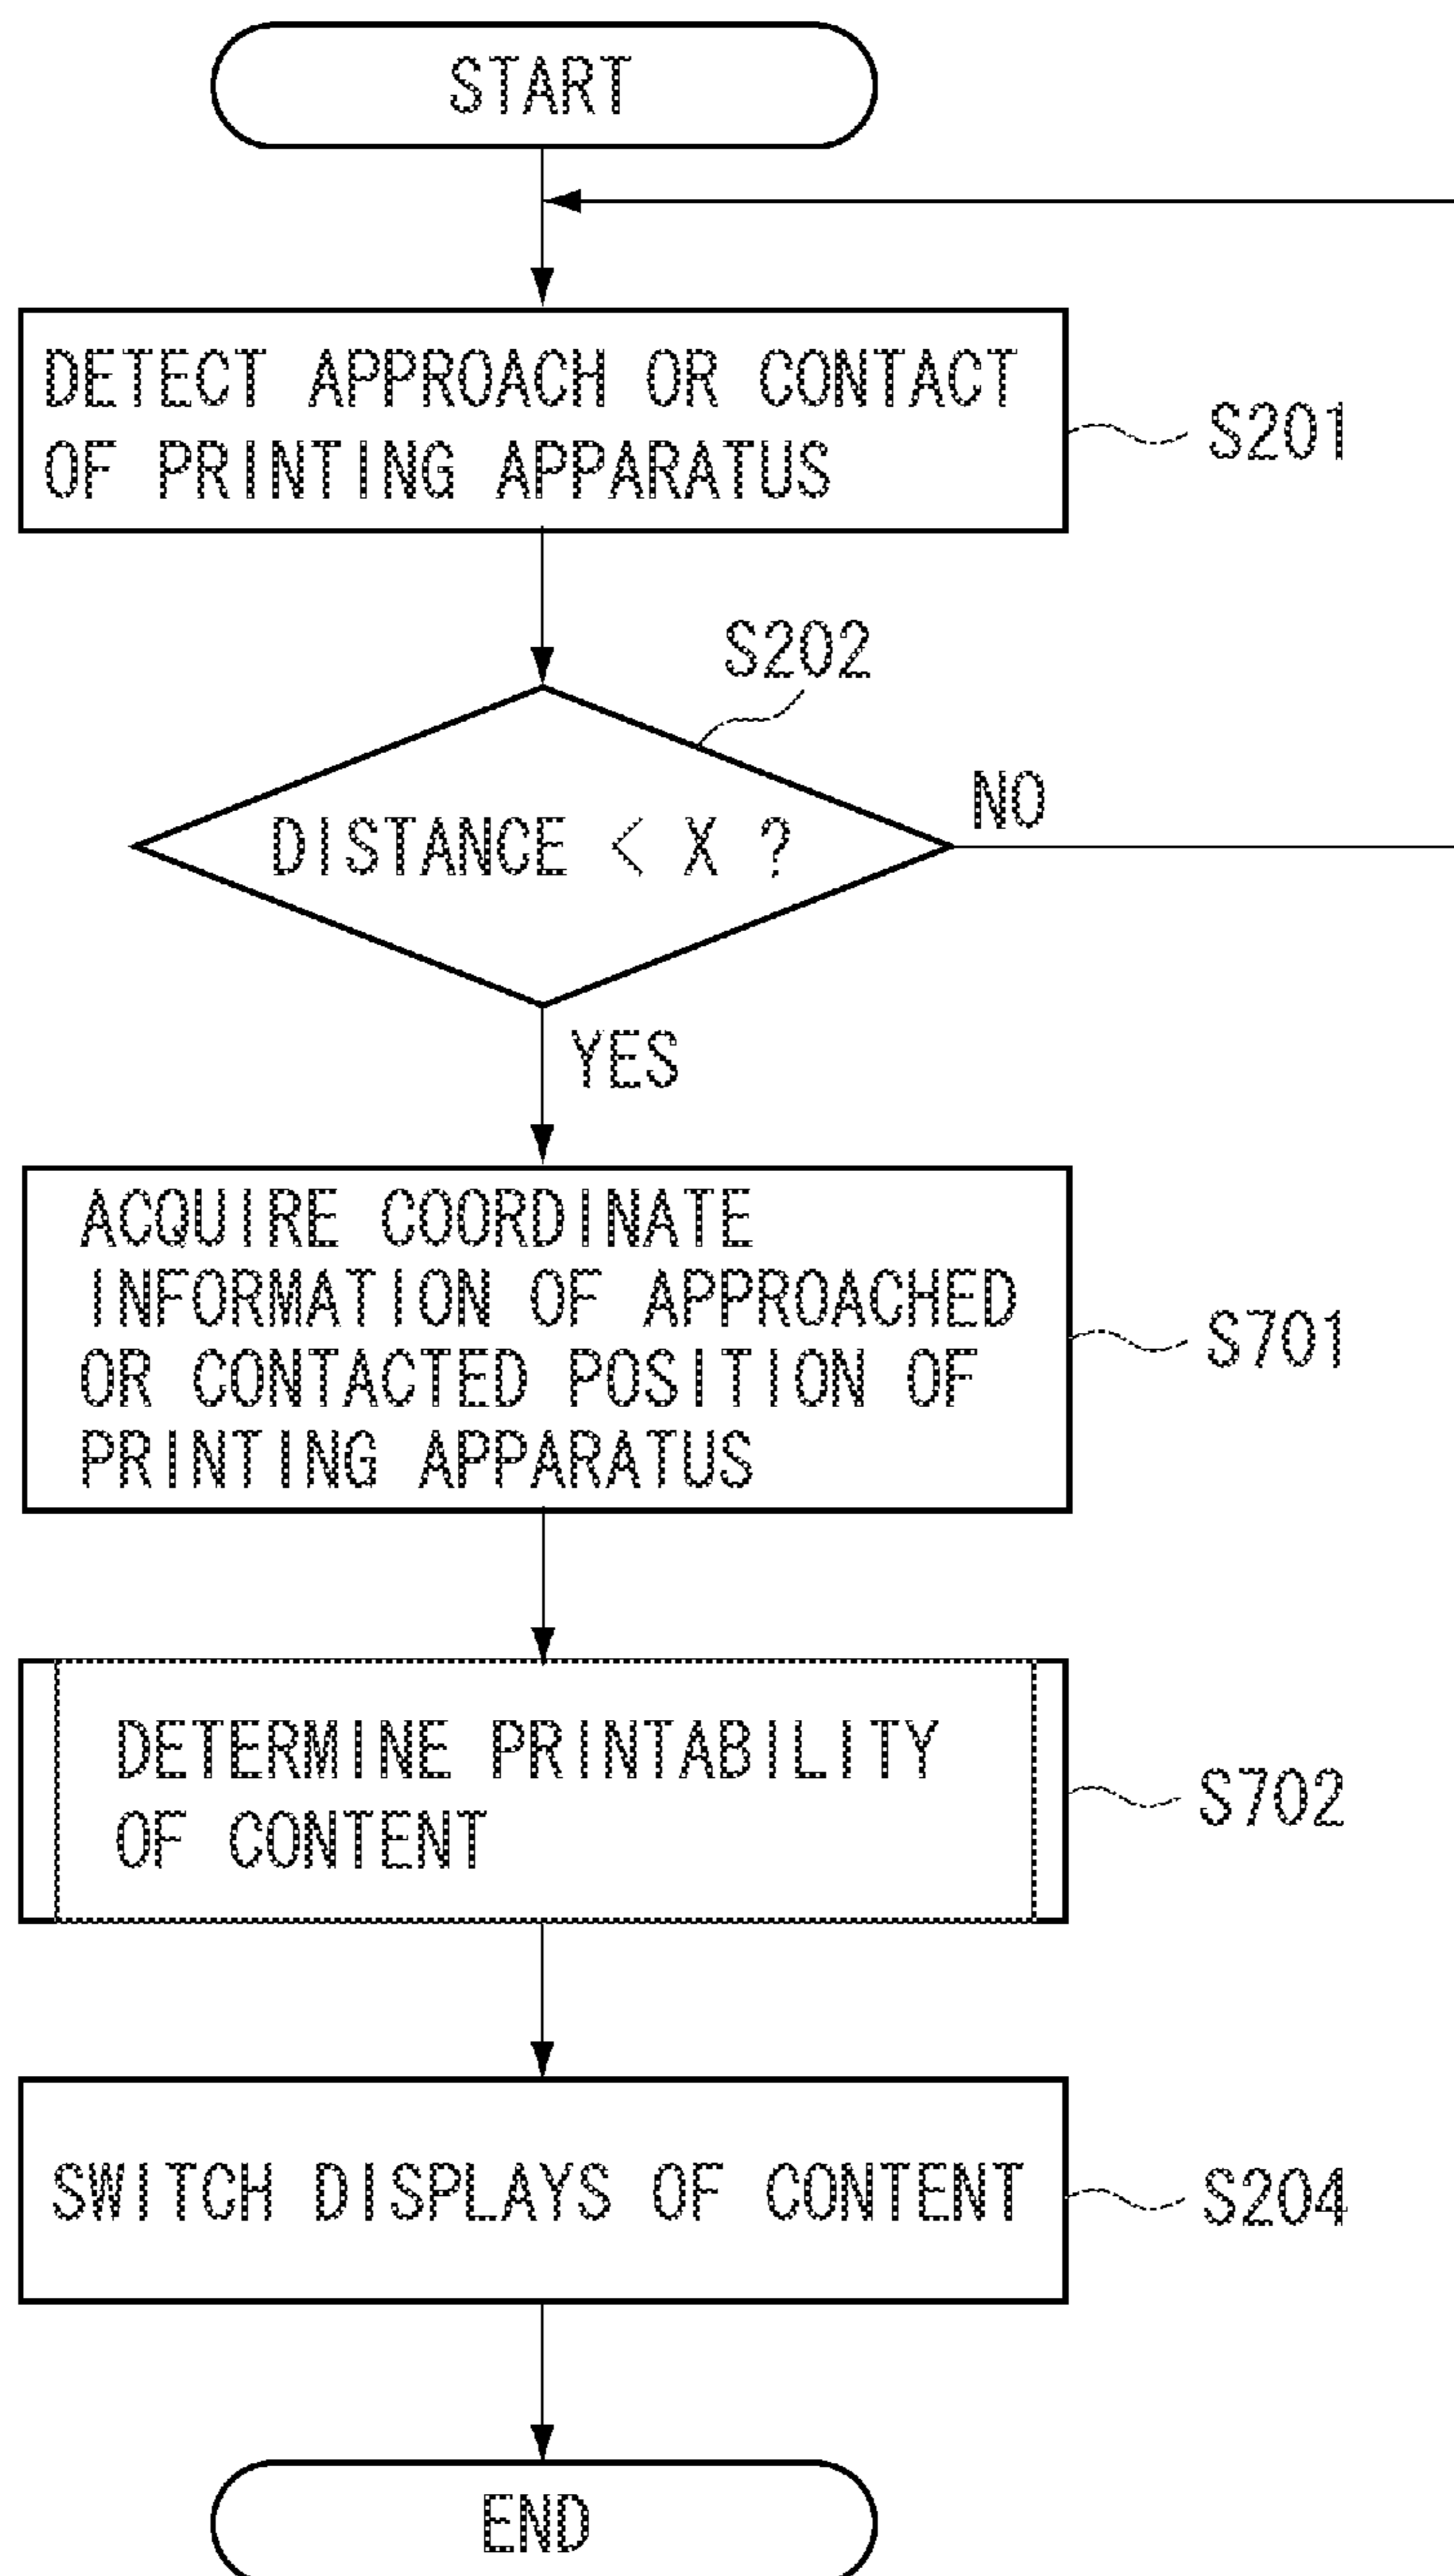 START
DETECT APPROACH OR CONTACT
OF PRINTING APPARATUS
S201
S202
DISTANCE < X ?
NO
YES
ACQUIRE COORDINATE
INFORMATION OF APPROACHED
OR CONTACTED POSITION OF
PRINTING APPARATUS
S701
DETERMINE PRINTABILITY
OF CONTENT
S702
SWITCH DISPLAYS OF CONTENT
S204
END